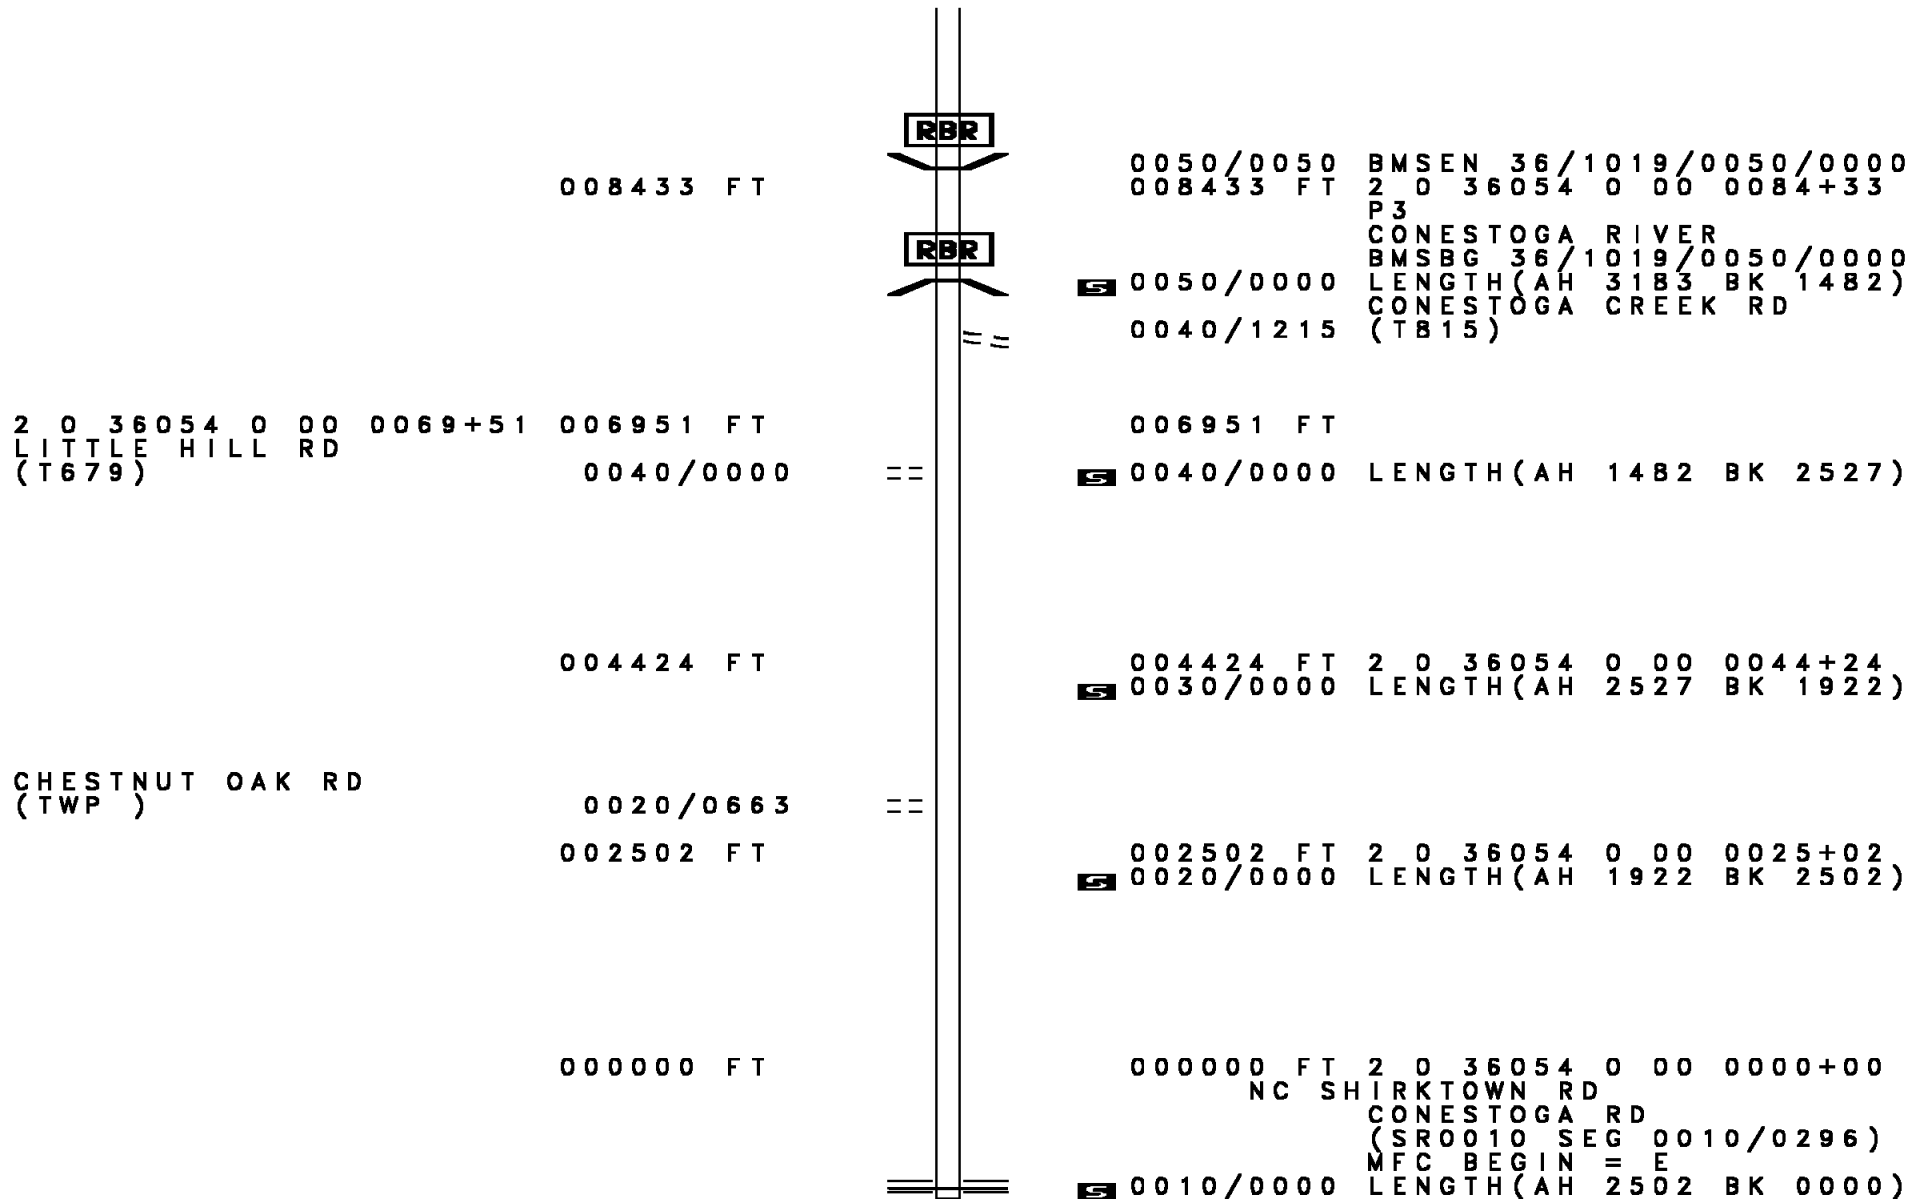 RBR
0050/0050 BMSEN 36/1019/0050/0000
008433 FT 008433 FT 2 0 36054 0 00 0084+33
P3
CONESTOGA RIVER
RBR
BMSBG 36/1019/0050/0000
S 0050/0000 LENGTH(AH 3183 BK 1482)
CONESTOGA CREEK RD
0040/1215 (T815)
2 0 36054 0 00 0069+51 006951 FT 006951 FT
LITTLE HILL RD
(T679) 0040/0000 S 0040/0000 LENGTH(AH 1482 BK 2527)
004424 FT 004424 FT 2 0 36054 0 00 0044+24
S 0030/0000 LENGTH(AH 2527 BK 1922)
CHESTNUT OAK RD
(TWP ) 0020/0663
002502 FT 002502 FT 2 0 36054 0 00 0025+02
S 0020/0000 LENGTH(AH 1922 BK 2502)
000000 FT 000000 FT 2 0 36054 0 00 0000+00
NC SHIRKTOWN RD
CONESTOGA RD
(SR0010 SEG 0010/0296)
MFC BEGIN = E
S 0010/0000 LENGTH(AH 2502 BK 0000)